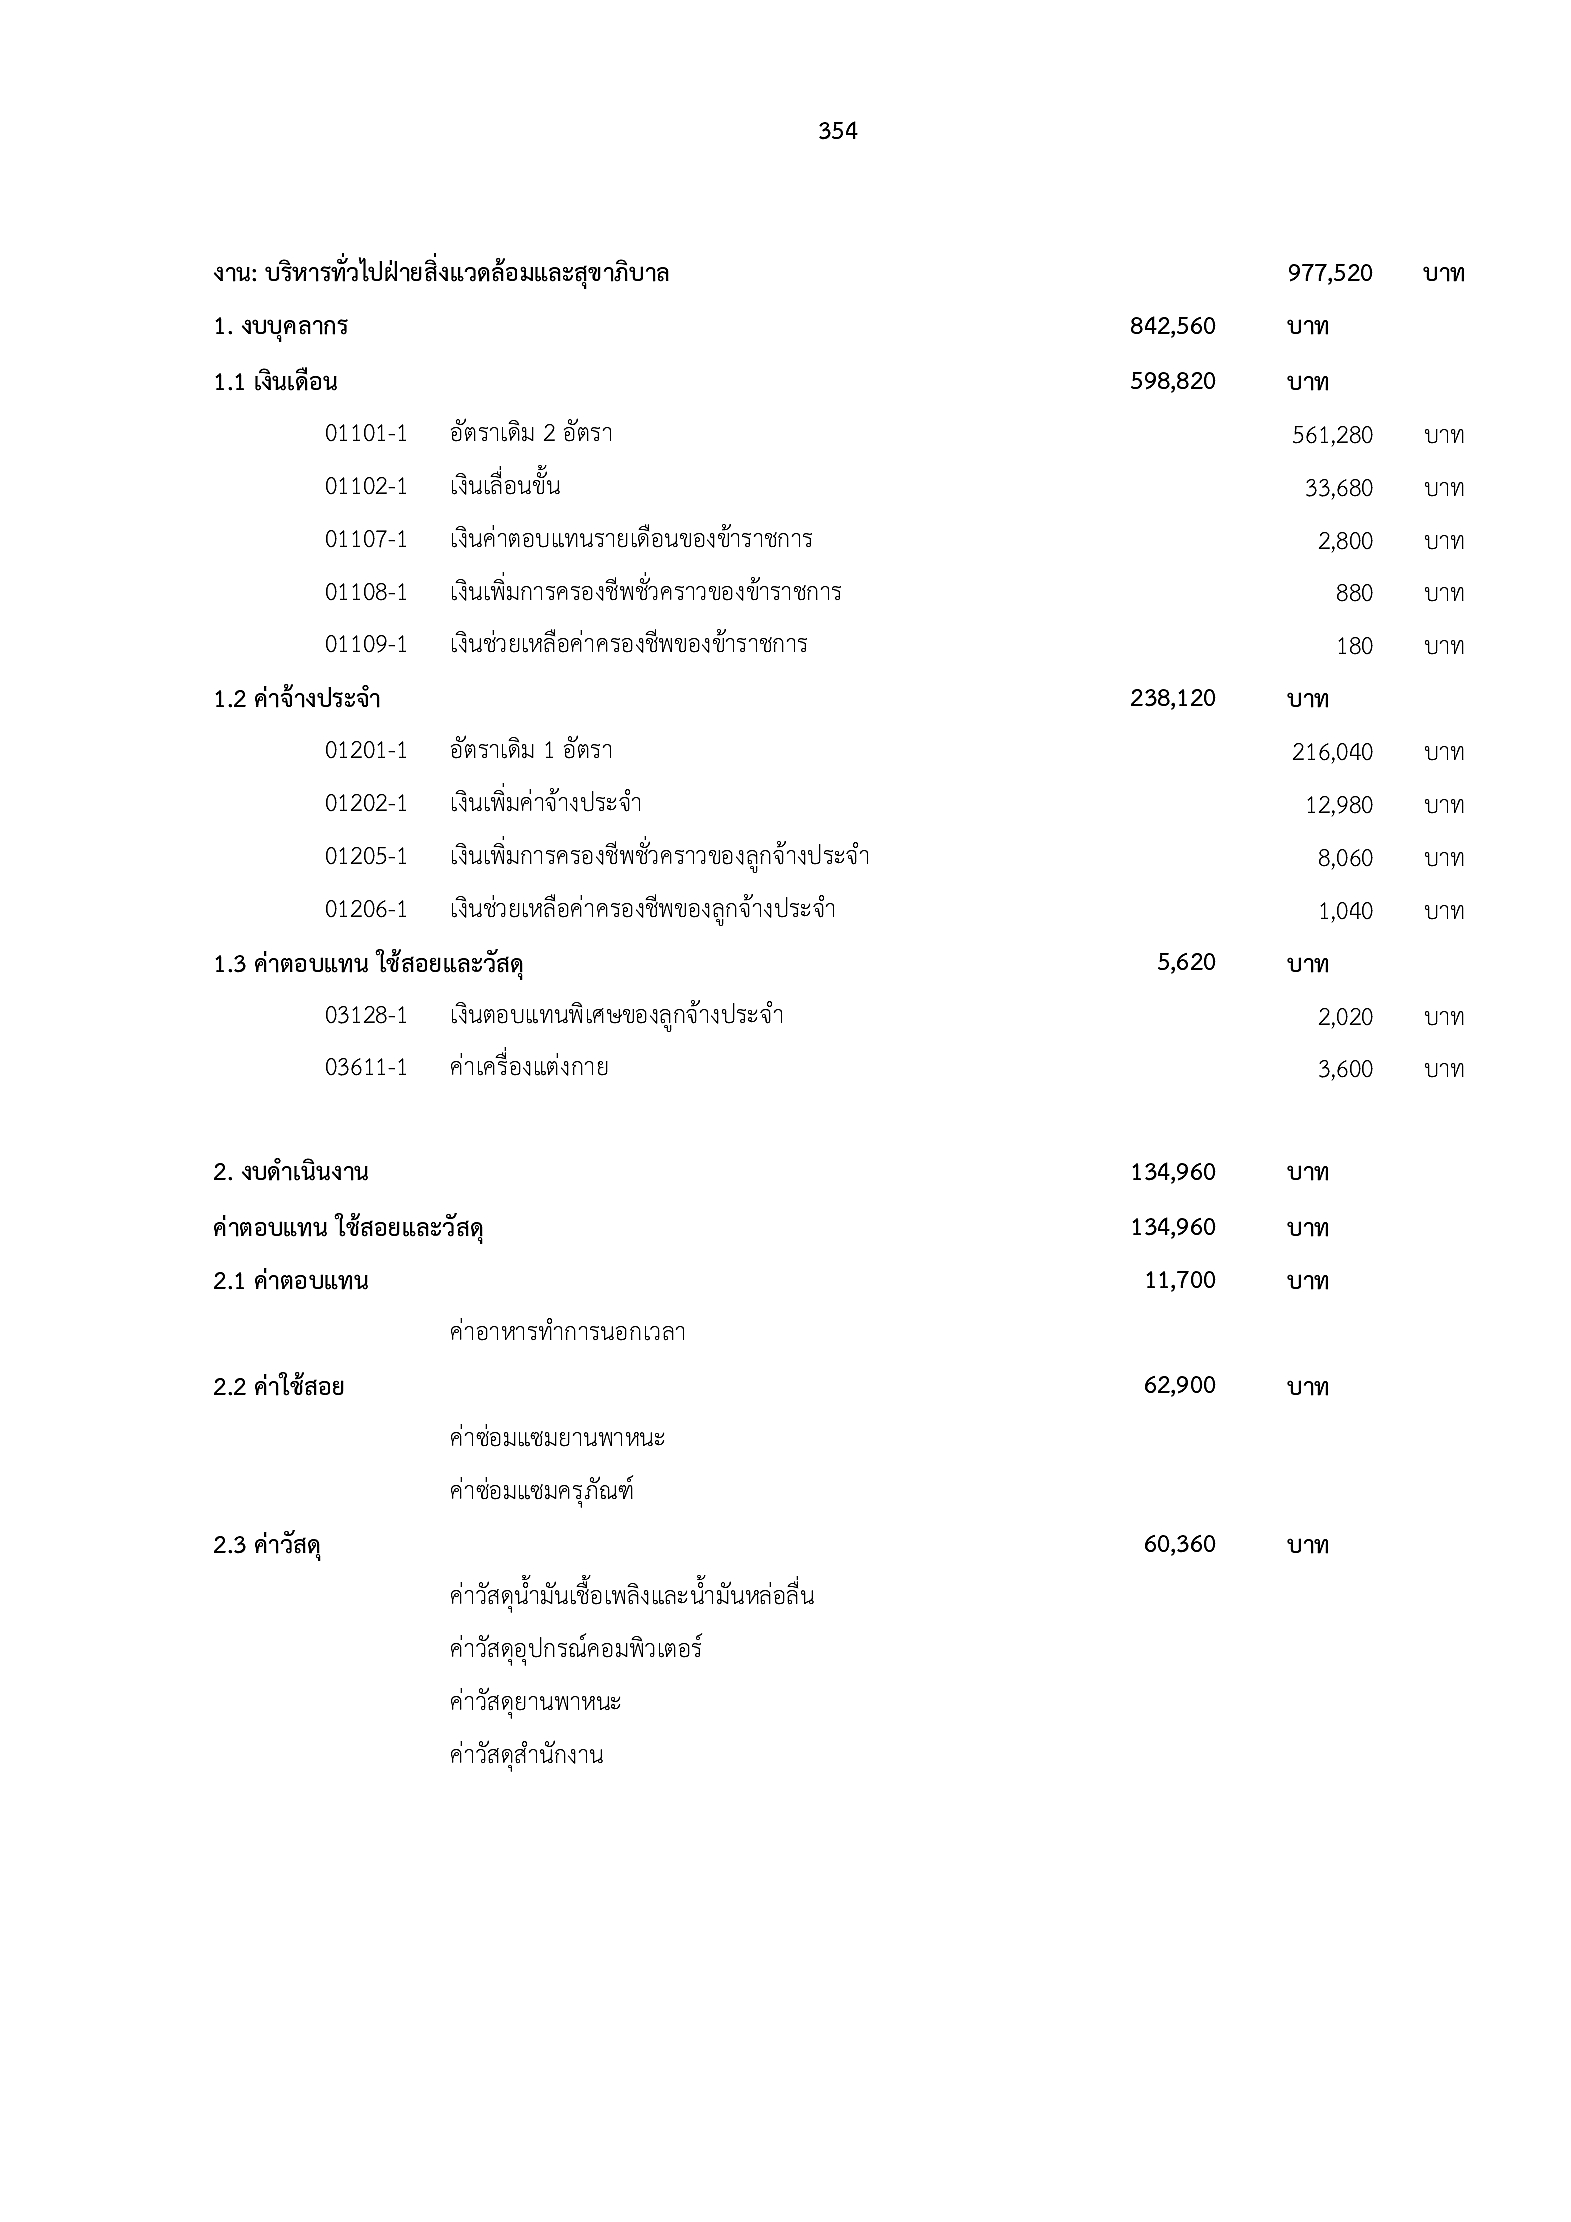 354
งาน: บริหารทั่วไปฝ่ายสิ่งแวดล้อมและสุขาภิบาล 977,520 บาท
1. งบบุคลากร 842,560 บาท
1.1 เงินเดือน 598,820 บาท
01101-1 อัตราเดิม 2 อัตรา 561,280 บาท
01102-1 เงินเลื่อนขั้น 33,680 บาท
01107-1 เงินค่าตอบแทนรายเดือนของข้าราชการ 2,800 บาท
01108-1 เงินเพิ่มการครองชีพชั่วคราวของข้าราชการ 880 บาท
01109-1 เงินช่วยเหลือค่าครองชีพของข้าราชการ 180 บาท
1.2 ค่าจ้างประจำ 238,120 บาท
01201-1 อัตราเดิม 1 อัตรา 216,040 บาท
01202-1 เงินเพิ่มค่าจ้างประจำ 12,980 บาท
01205-1 เงินเพิ่มการครองชีพชั่วคราวของลูกจ้างประจำ 8,060 บาท
01206-1 เงินช่วยเหลือค่าครองชีพของลูกจ้างประจำ 1,040 บาท
1.3 ค่าตอบแทน ใช้สอยและวัสดุ 5,620 บาท
03128-1 เงินตอบแทนพิเศษของลูกจ้างประจำ 2,020 บาท
03611-1 ค่าเครื่องแต่งกาย 3,600 บาท
2. งบดำเนินงาน 134,960 บาท
ค่าตอบแทน ใช้สอยและวัสดุ 134,960 บาท
2.1 ค่าตอบแทน 11,700 บาท
ค่าอาหารทำการนอกเวลา
2.2 ค่าใช้สอย 62,900 บาท
ค่าซ่อมแซมยานพาหนะ
ค่าซ่อมแซมครุภัณฑ์
2.3 ค่าวัสดุ 60,360 บาท
ค่าวัสดุน้ำมันเชื้อเพลิงและน้ำมันหล่อลื่น
ค่าวัสดุอุปกรณ์คอมพิวเตอร์
ค่าวัสดุยานพาหนะ
ค่าวัสดุสำนักงาน